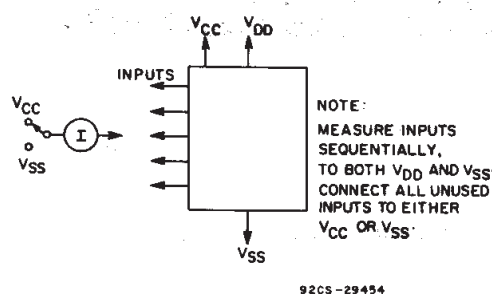 VCC VDD
INPUTS
VCC
I
VSS
NOTE:
MEASURE INPUTS
SEQUENTIALLY,
TO BOTH VDD AND VSS.
CONNECT ALL UNUSED
INPUTS TO EITHER
VCC OR VSS.
VSS
92CS-29454